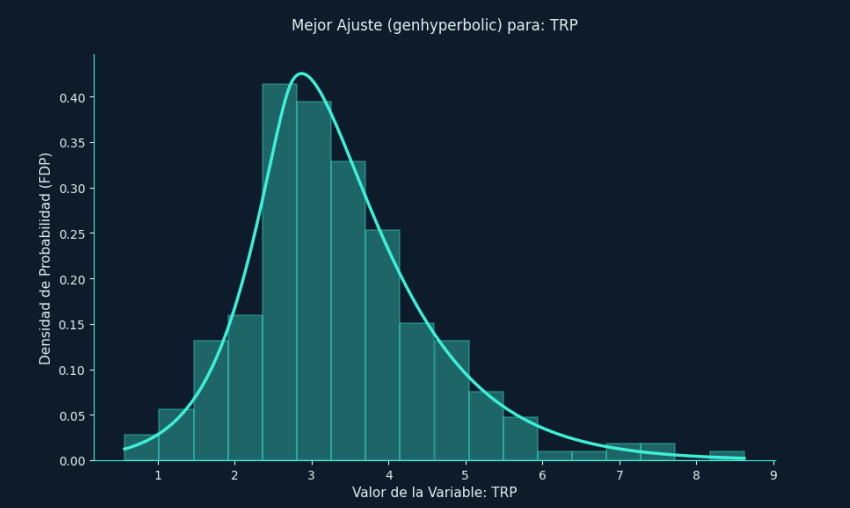 Mejor Ajuste (genhyperbolic) para: TRP
Densidad de Probabilidad (FDP)
0.40
0.35
0.30
0.25
0.20
0.15
0.10
0.05
0.00
1 2 3 4 5 6 7 8 9
Valor de la Variable: TRP